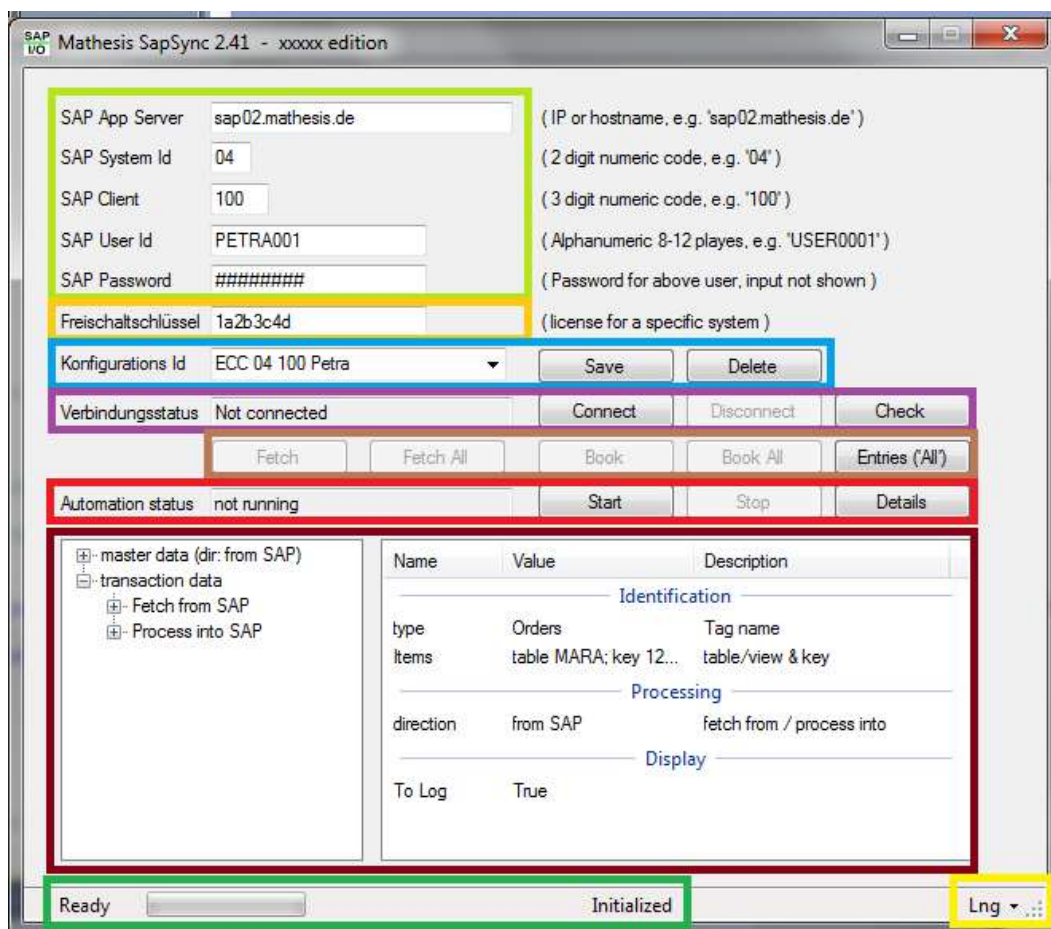 SAP I/O Mathesis SapSync 2.41 - xxxxx edition
SAP App Server sap02.mathesis.de ( IP or hostname, e.g. 'sap02.mathesis.de' )
SAP System Id 04 ( 2 digit numeric code, e.g. '04' )
SAP Client 100 ( 3 digit numeric code, e.g. '100' )
SAP User Id PETRA001 ( Alphanumeric 8-12 playes, e.g. 'USER0001' )
SAP Password ######## ( Password for above user, input not shown )
Freischaltschlüssel 1a2b3c4d (license for a specific system )
Konfigurations Id ECC 04 100 Petra Save Delete
Verbindungsstatus Not connected Connect Disconnect Check
Fetch Fetch All Book Book All Entries ('All')
Automation status not running Start Stop Details
master data (dir: from SAP)
transaction data
Fetch from SAP
Process into SAP
Name Value Description
Identification
type Orders Tag name
Items table MARA; key 12... table/view & key
Processing
direction from SAP fetch from / process into
Display
To Log True
Ready Initialized Lng